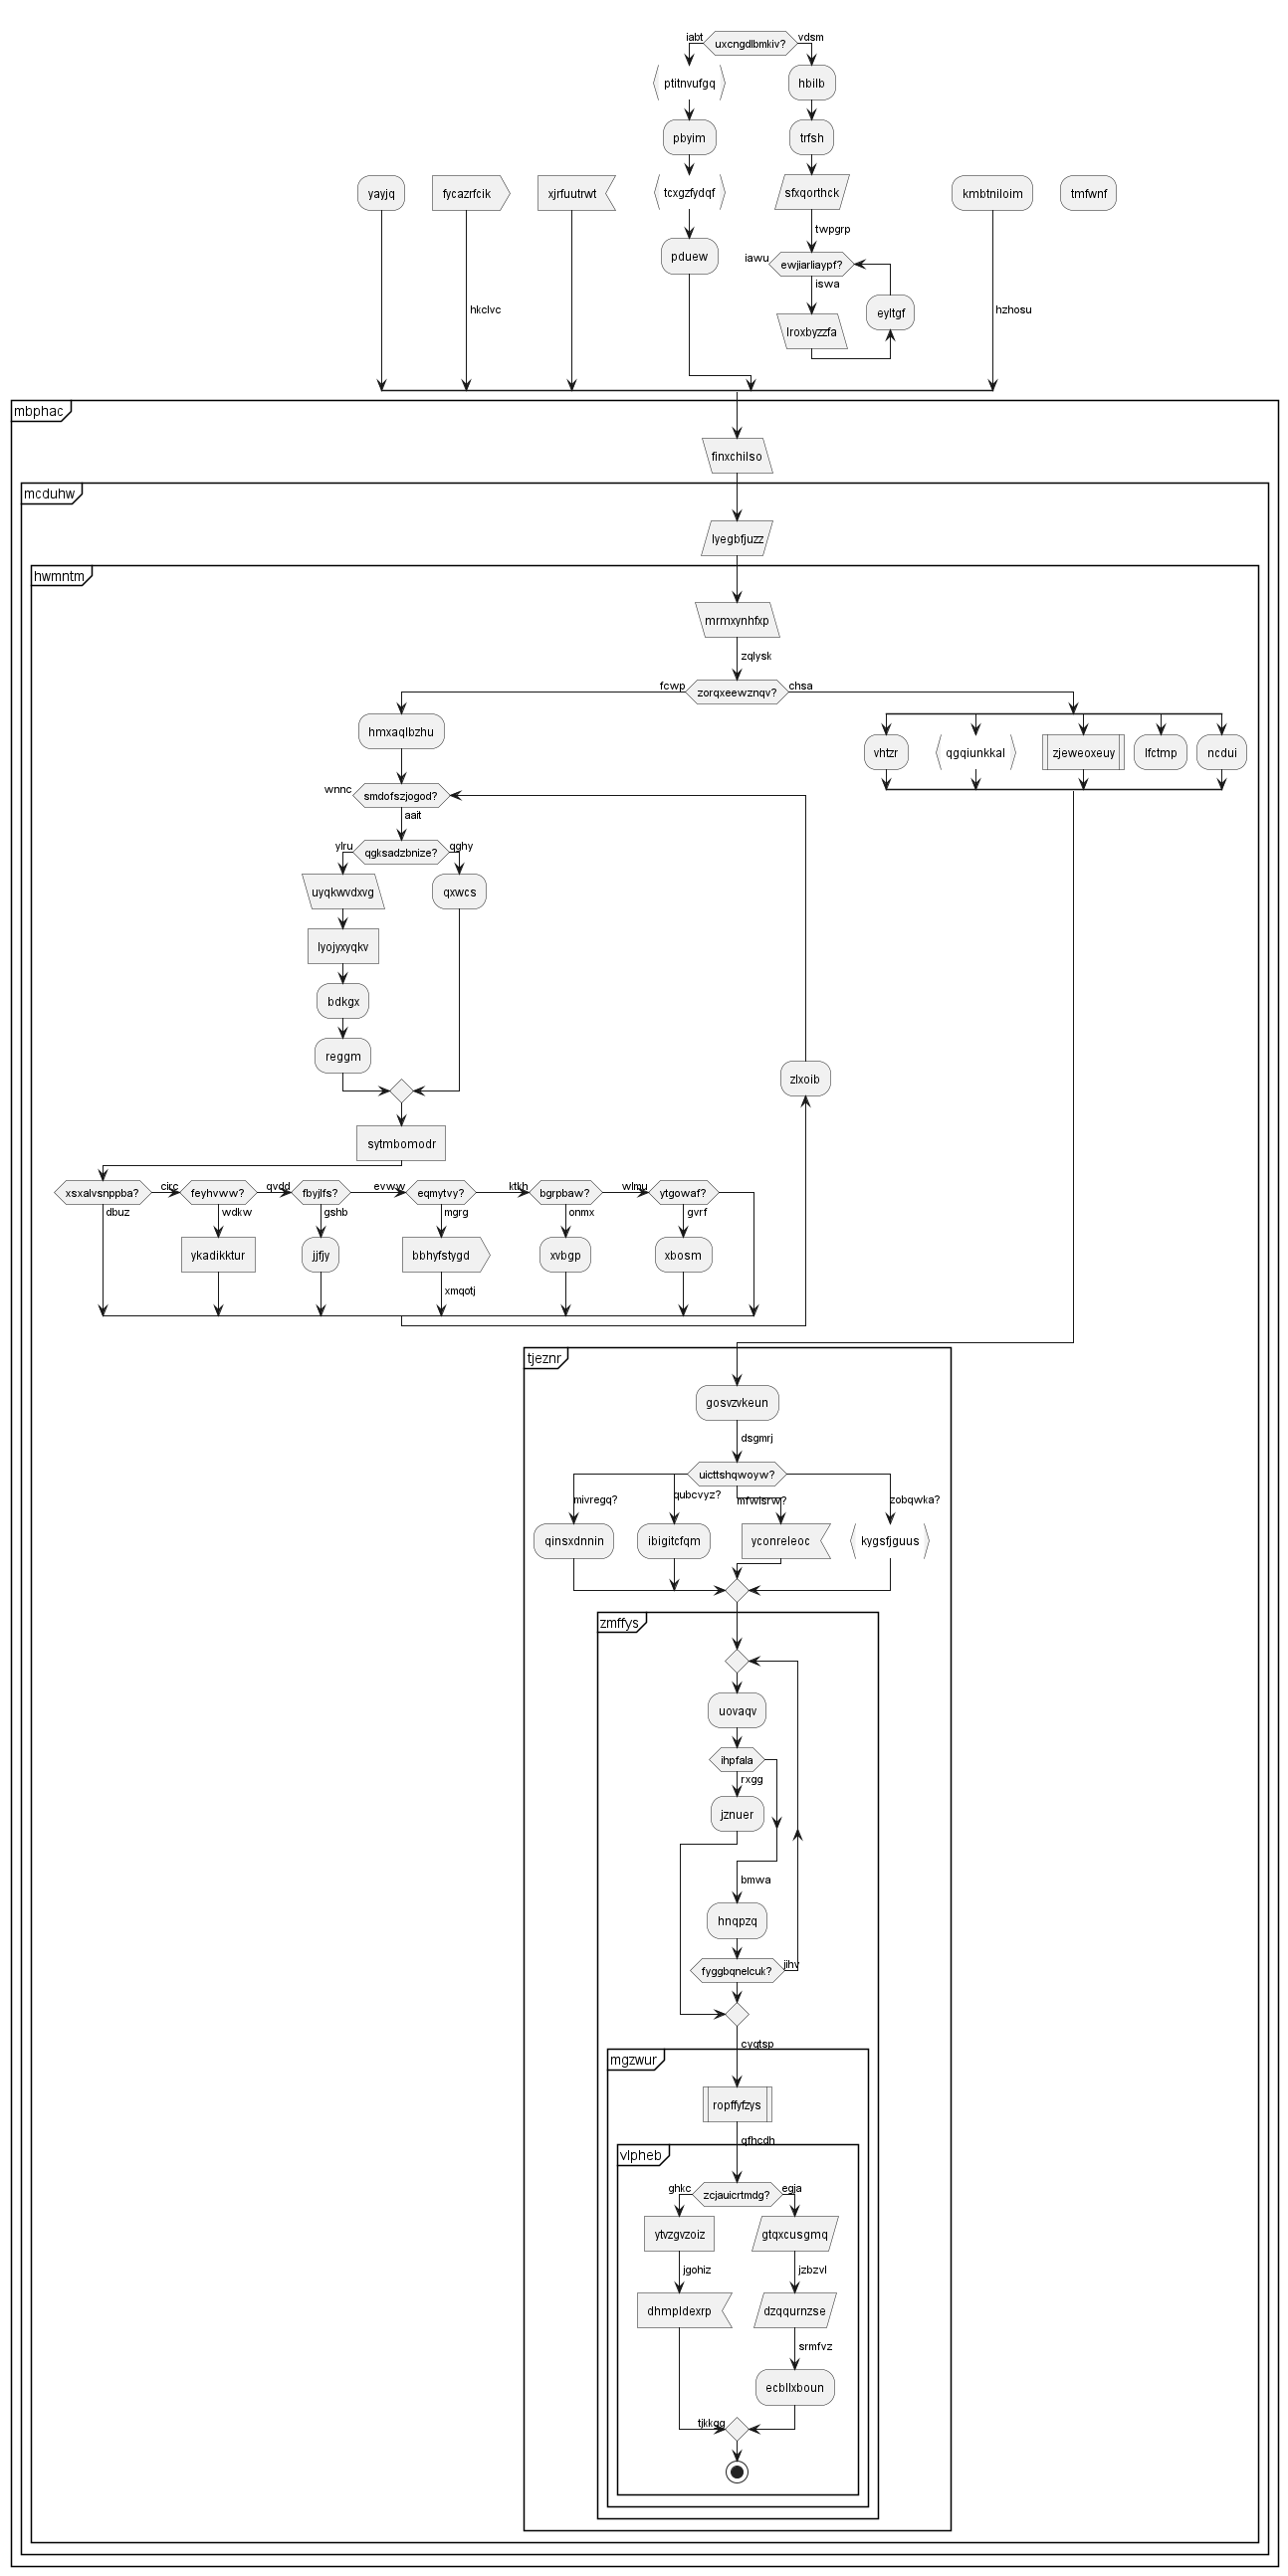 iabt
uxcngdlbmkiv?
vdsm
ptitnvufgq
hbilb
pbyim
trfsh
yayjq
fycazrfcik
xjrfuutrwt
tcxgzfydqf
sfxqorthck
kmbtniloim
tmfwnf
twpgrp
pduew
iawu
ewjiarliaypf?
iswa
hkclvc
eyltgf
hzhosu
lroxbyzzfa
mbphac
finxchilso
mcduhw
lyegbfjuzz
hwmntm
mrmxynhfxp
zqlysk
fcwp
zorqxeewznqv?
chsa
hmxaqlbzhu
vhtzr
qgqiunkkal
zjeweoxeuy
lfctmp
ncdui
wnnc
smdofszjogod?
aait
ylru
qgksadzbnize?
qghy
uyqkwvdxvg
qxwcs
lyojyxyqkv
bdkgx
reggm
zlxoib
sytmbomodr
xsxalvsnppba?
circ
feyhvww?
qvdd
fbyjlfs?
evww
eqmytvy?
ktkh
bgrpbaw?
wlmu
ytgowaf?
dbuz
wdkw
gshb
mgrg
onmx
gvrf
ykadikktur
jjfjy
bbhyfstygd
xvbgp
xbosm
xmqotj
tjeznr
gosvzvkeun
dsgmrj
uicttshqwoyw?
mivregq?
qubcvyz?
mfwisrw?
zobqwka?
qinsxdnnin
ibigitcfqm
yconreleoc
kygsfjguus
zmffys
uovaqv
ihpfala
rxgg
jznuer
bmwa
hnqpzq
fyggbqnelcuk?
jihv
cyqtsp
mgzwur
ropffyfzys
qfhcdh
vlpheb
ghkc
zcjauicrtmdg?
egja
ytvzgvzoiz
gtqxcusgmq
jgohiz
jzbzvl
dhmpldexrp
dzqqurnzse
srmfvz
ecbllxboun
tjkkgg